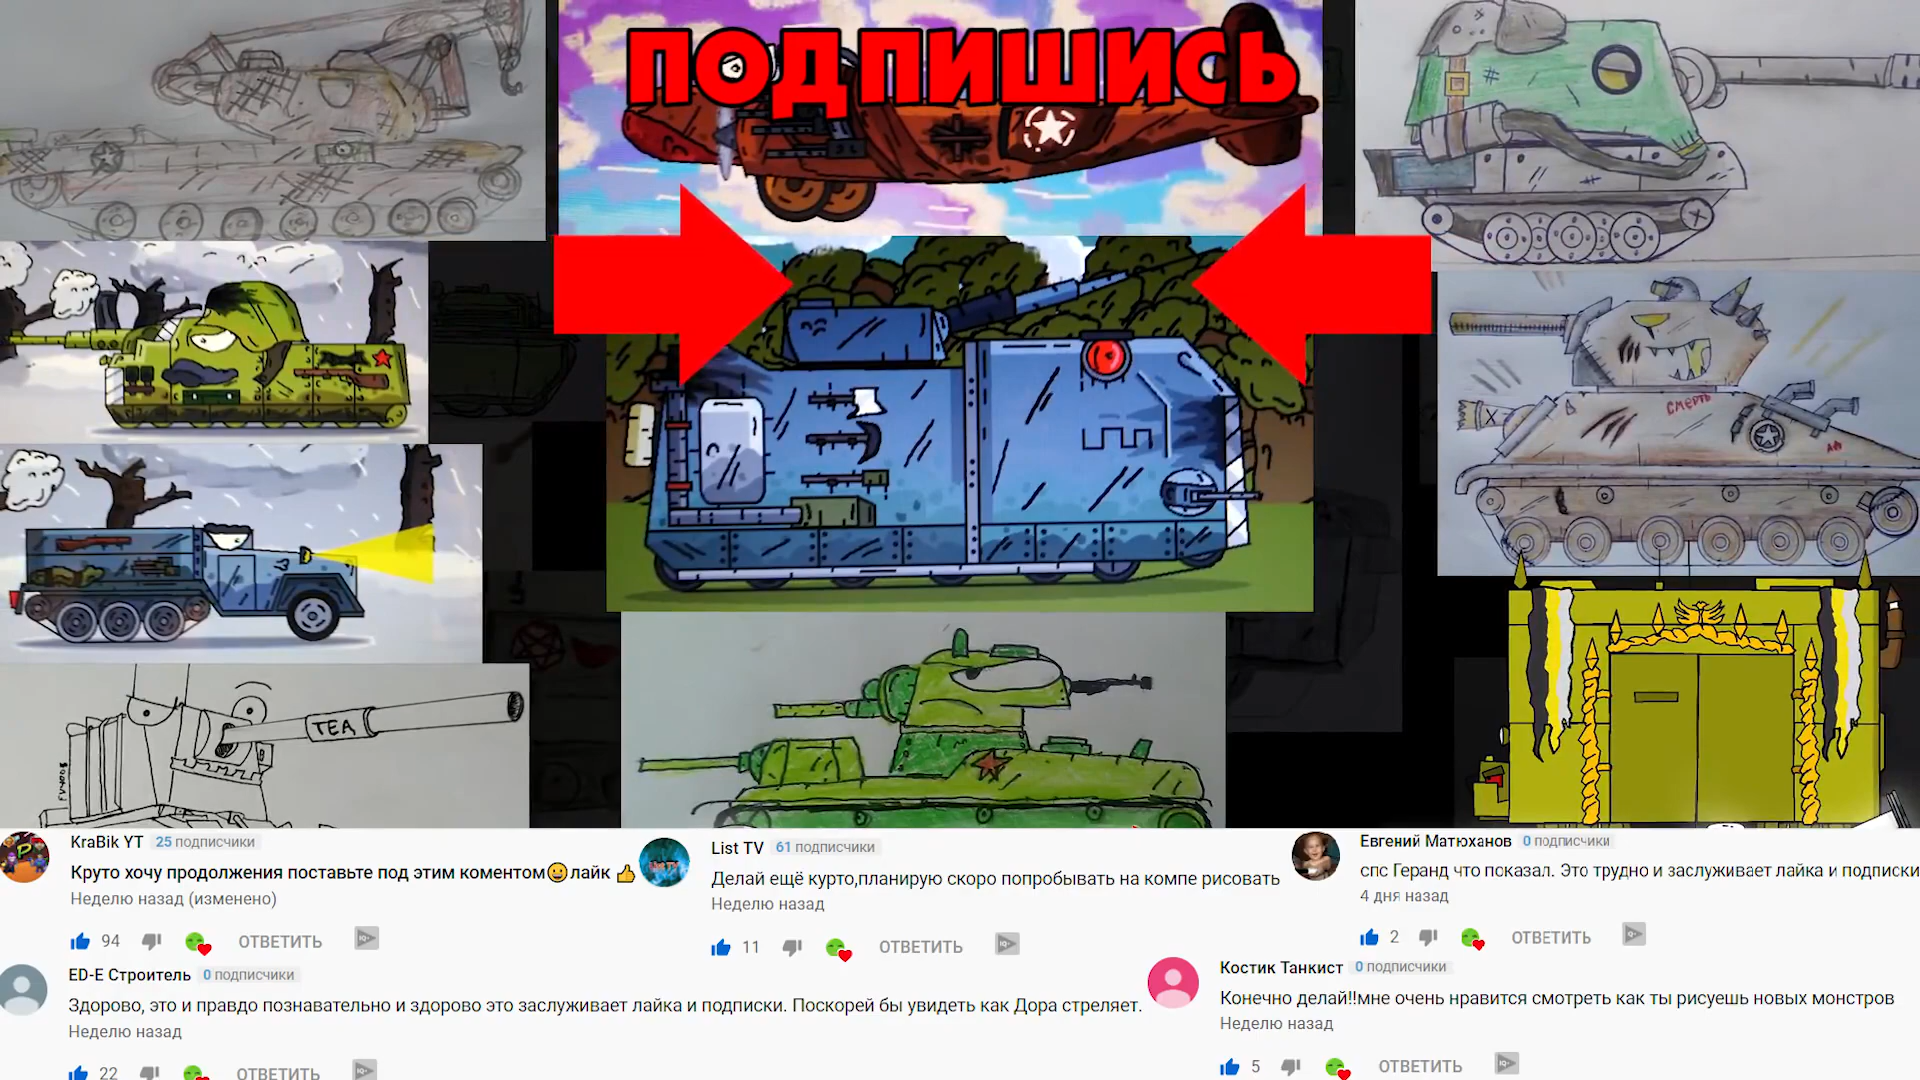 ПОДПИШИСЬ
СМЕРТЬ
TEA
KraBik YT 25 подписчики
Круто хочу продолжения поставьте под этим коментом😀лайк 👍
Неделю назад (изменено)
94 ОТВЕТИТЬ
List TV 61 подписчики
Делай ещё курто,планирую скоро попробывать на компе рисовать
Неделю назад
11 ОТВЕТИТЬ
Евгений Матюханов 0 подписчики
спс Геранд что показал. Это трудно и заслуживает лайка и подписки
4 дня назад
2 ОТВЕТИТЬ
ED-E Строитель 0 подписчики
Здорово, это и правдо познавательно и здорово это заслуживает лайка и подписки. Поскорей бы увидеть как Дора стреляет.
Неделю назад
22 ОТВЕТИТЬ
Костик Танкист 0 подписчики
Конечно делай!!мне очень нравится смотреть как ты рисуешь новых монстров
Неделю назад
5 ОТВЕТИТЬ